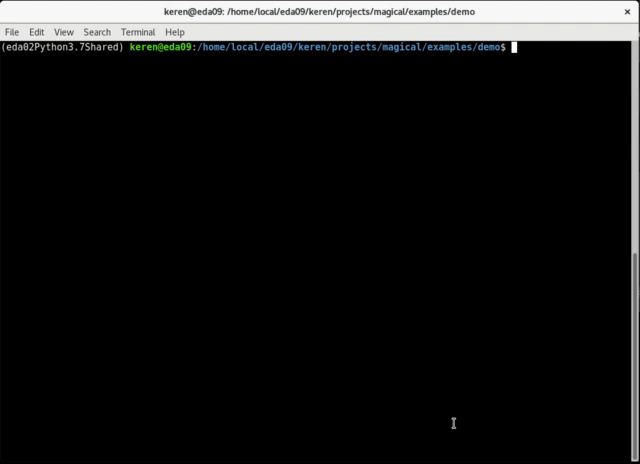 keren@eda09: /home/local/eda09/keren/projects/magical/examples/demo ×
File Edit View Search Terminal Help
(eda02Python3.7Shared) keren@eda09:/home/local/eda09/keren/projects/magical/examples/demo$